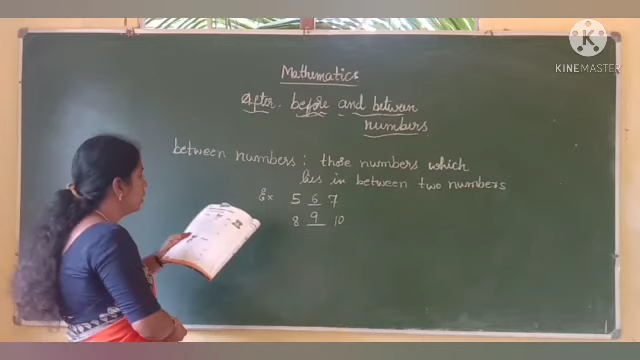 KINEMASTER
Mathematics
After. before and between
numbers
between numbers: those numbers which
lies in between two numbers
Ex 5 6 7
8 9 10